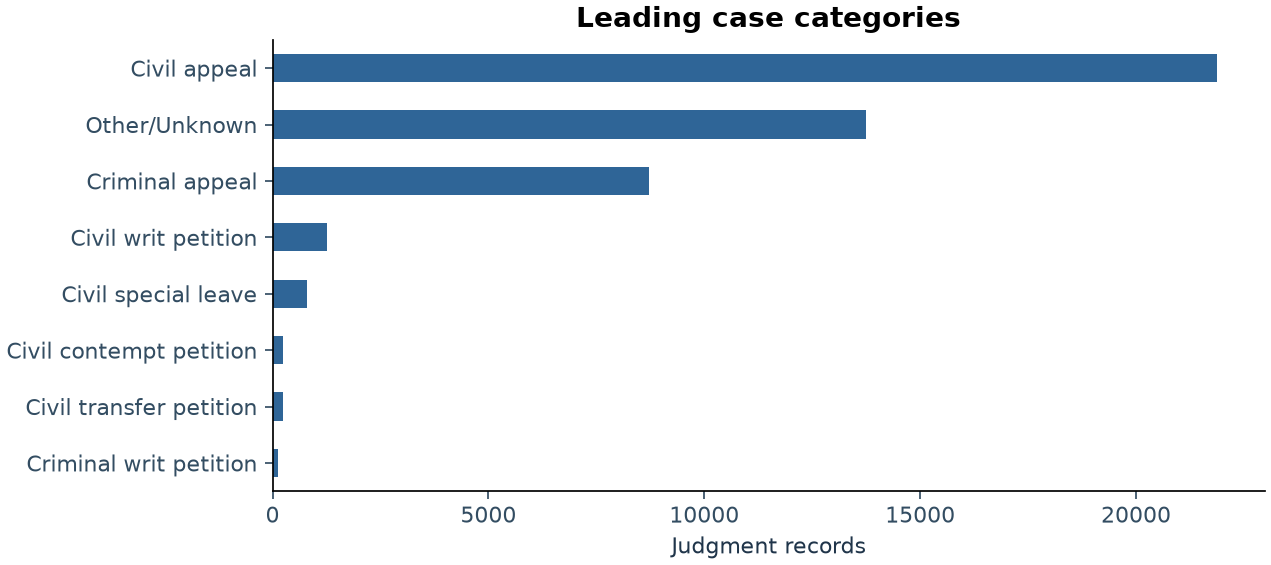 Leading case categories
Civil appeal
Other/Unknown
Criminal appeal
Civil writ petition
Civil special leave
Civil contempt petition
Civil transfer petition
Criminal writ petition
0 5000 10000 15000 20000
Judgment records